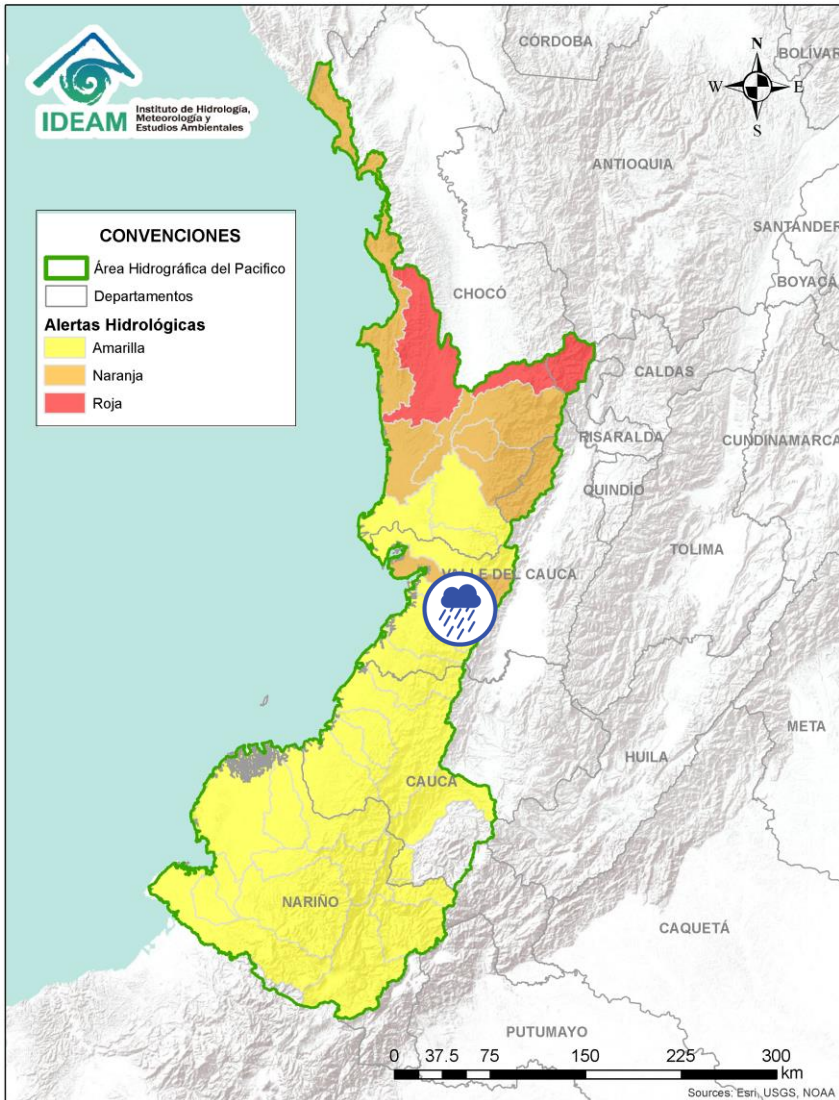 IDEAM
Instituto de Hidrología,
Meteorología y
Estudios Ambientales
N
W
E
S
CÓRDOBA
BOLÍVAR
ANTIOQUIA
SANTANDER
BOYACÁ
CHOCÓ
CALDAS
RISARALDA
CUNDINAMARCA
QUINDÍO
TOLIMA
VALLE DEL CAUCA
META
HUILA
CAUCA
NARIÑO
CAQUETÁ
PUTUMAYO
CONVENCIONES
Área Hidrográfica del Pacifico
Departamentos
Alertas Hidrológicas
Amarilla
Naranja
Roja
0 37.5 75 150 225 300
km
Sources: Esri, USGS, NOAA